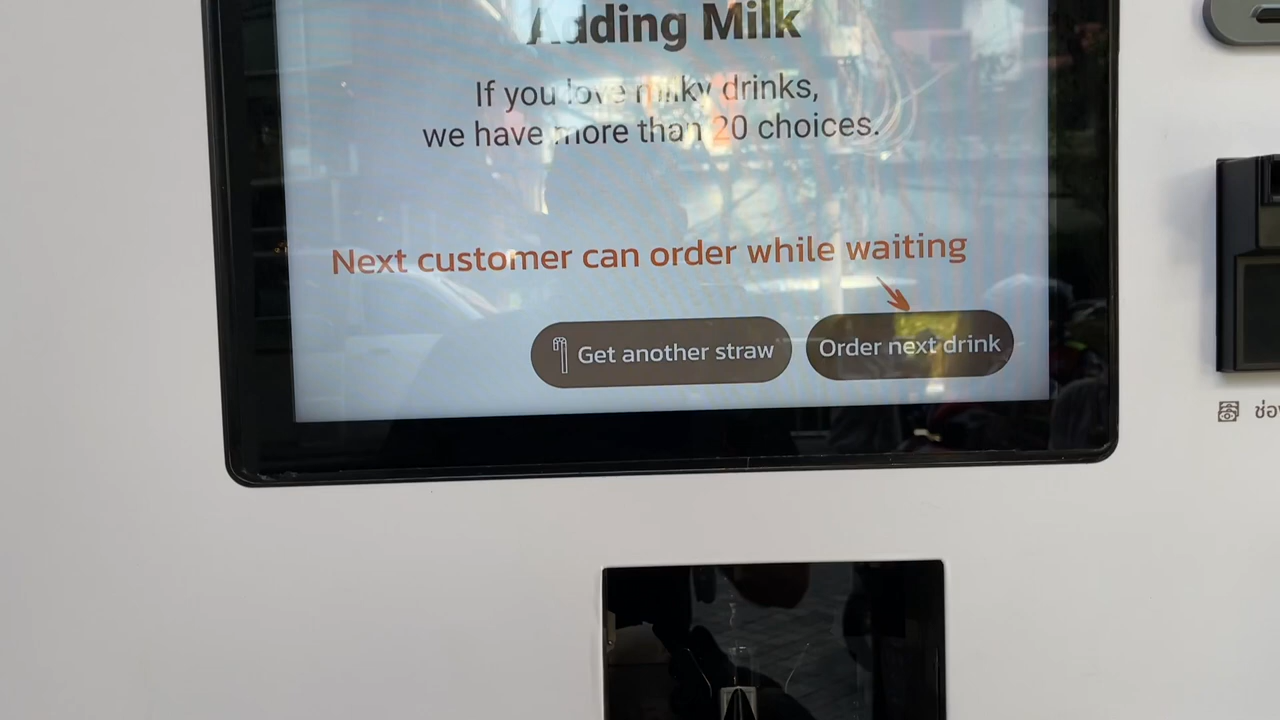 Adding Milk
If you love milky drinks,
we have more than 20 choices.
Next customer can order while waiting
Get another straw
Order next drink